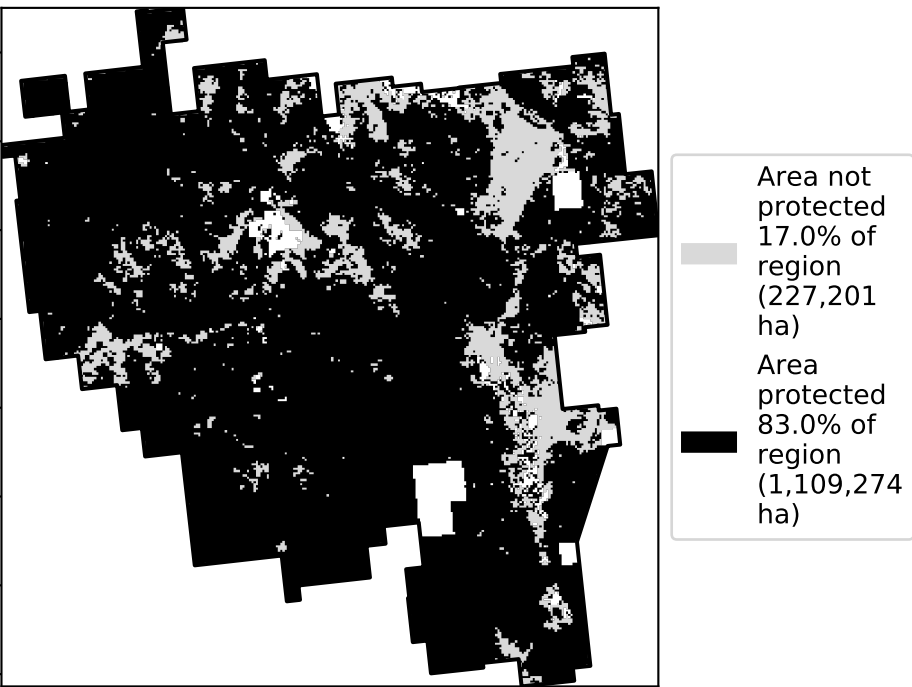 Area not
protected
17.0% of
region
(227,201
ha)
Area
protected
83.0% of
region
(1,109,274
ha)